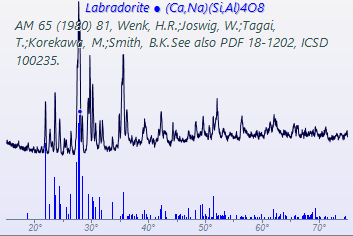 Labradorite ● (Ca,Na)(Si,Al)4O8
AM 65 (1980) 81, Wenk, H.R.;Joswig, W.;Tagai,
T.;Korekawa, M.;Smith, B.K.See also PDF 18-1202, ICSD
100235.
20° 30° 40° 50° 60° 70°